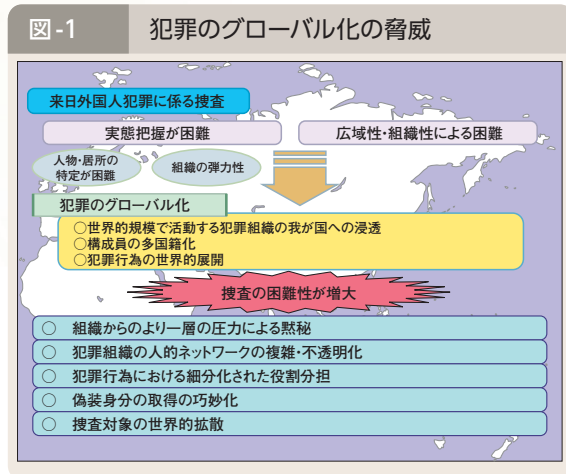 図-1 犯罪のグローバル化の脅威
来日外国人犯罪に係る捜査
実態把握が困難
広域性・組織性による困難
人物・居所の
特定が困難
組織の弾力性
犯罪のグローバル化
○世界的規模で活動する犯罪組織の我が国への浸透
○構成員の多国籍化
○犯罪行為の世界的展開
捜査の困難性が増大
○ 組織からのより一層の圧力による黙秘
○ 犯罪組織の人的ネットワークの複雑・不透明化
○ 犯罪行為における細分化された役割分担
○ 偽装身分の取得の巧妙化
○ 捜査対象の世界的拡散